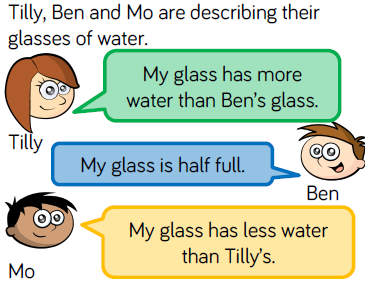 Tilly, Ben and Mo are describing their
glasses of water.
My glass has more
water than Ben's glass.
Tilly
My glass is half full.
Ben
My glass has less water
than Tilly's.
Mo